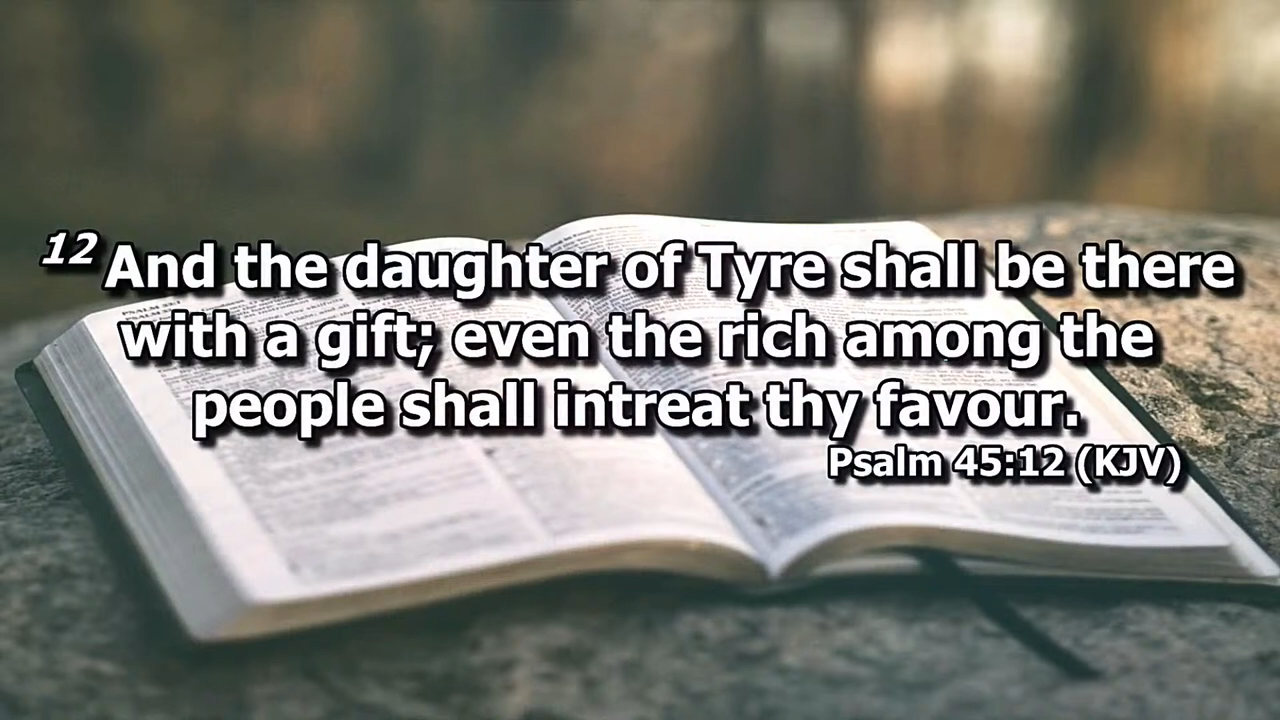 12 And the daughter of Tyre shall be there
with a gift; even the rich among the
people shall intreat thy favour.
Psalm 45:12 (KJV)